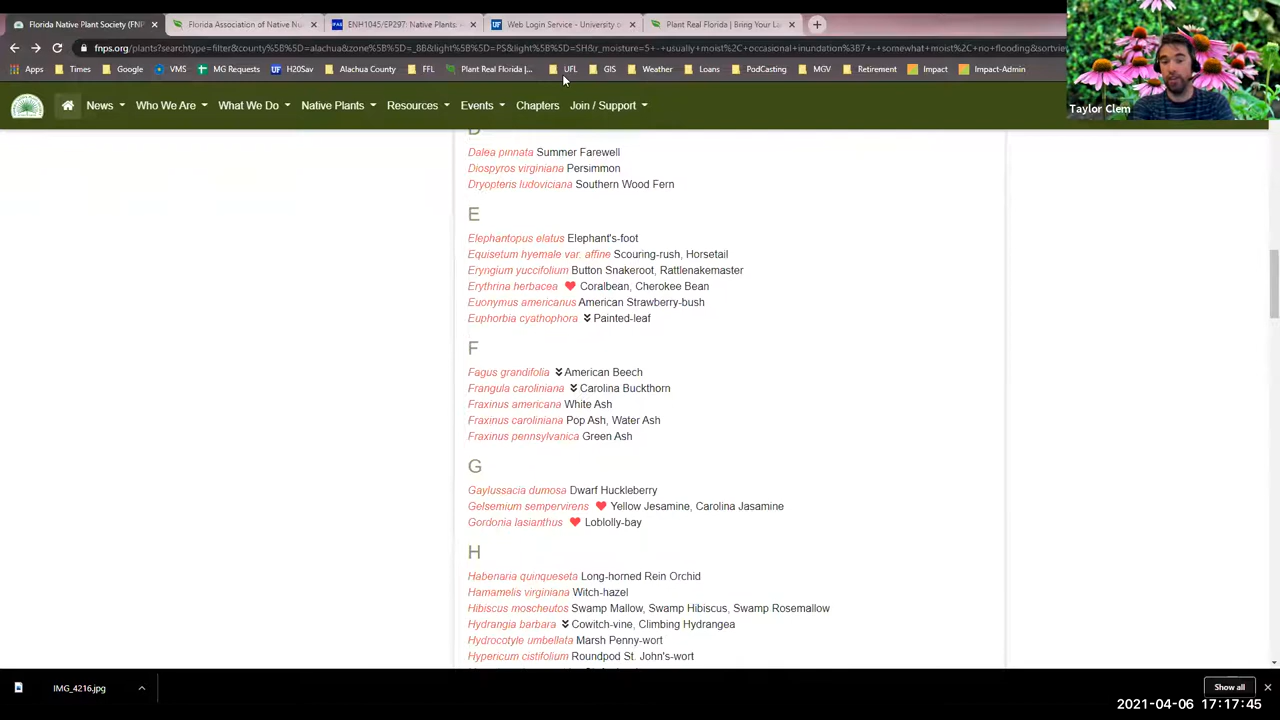 Florida Native Plant Society (FNP
Florida Association of Native Nu
ENH1045/EP297: Native Plants:
Web Login Service - University o
Plant Real Florida | Bring Your La
fnps.org/plants?searchtype=filter&county%5B%5D=alachua&zone%5B%5D=_8B&light%5B%5D=PS&light%5B%5D=SH&r_moisture=5+-+usually+moist%2C+occasional+inundation%3B7+-+somewhat+moist%2C+no+flooding&sortvie
Apps Times Google VMS MG Requests H20Sav Alachua County FFL Plant Real Florida |... UFL GIS Weather Loans PodCasting MGV Retirement Impact Impact-Admin
Taylor Clem
News Who We Are What We Do Native Plants Resources Events Chapters Join / Support
D
Dalea pinnata Summer Farewell
Diospyros virginiana Persimmon
Dryopteris ludoviciana Southern Wood Fern
E
Elephantopus elatus Elephant's-foot
Equisetum hyemale var. affine Scouring-rush, Horsetail
Eryngium yuccifolium Button Snakeroot, Rattlenakemaster
Erythrina herbacea Coralbean, Cherokee Bean
Euonymus americanus American Strawberry-bush
Euphorbia cyathophora Painted-leaf
F
Fagus grandifolia American Beech
Frangula caroliniana Carolina Buckthorn
Fraxinus americana White Ash
Fraxinus caroliniana Pop Ash, Water Ash
Fraxinus pennsylvanica Green Ash
G
Gaylussacia dumosa Dwarf Huckleberry
Gelsemium sempervirens Yellow Jesamine, Carolina Jasamine
Gordonia lasianthus Loblolly-bay
H
Habenaria quinqueseta Long-horned Rein Orchid
Hamamelis virginiana Witch-hazel
Hibiscus moscheutos Swamp Mallow, Swamp Hibiscus, Swamp Rosemallow
Hydrangia barbara Cowitch-vine, Climbing Hydrangea
Hydrocotyle umbellata Marsh Penny-wort
Hypericum cistifolium Roundpod St. John's-wort
IMG_4216.jpg
Show all
2021-04-06 17:17:45